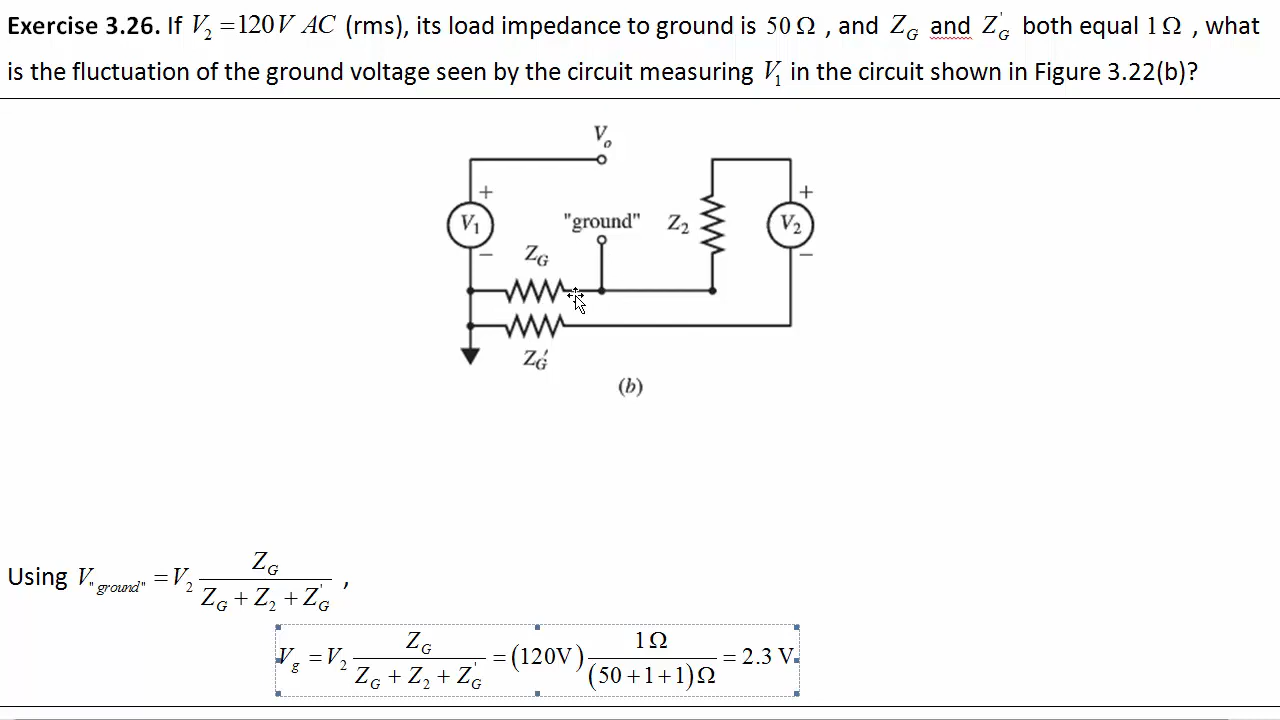 Exercise 3.26. If V₂ = 120V AC (rms), its load impedance to ground is 50 Ω , and Z_G and Z'_G both equal 1 Ω , what
is the fluctuation of the ground voltage seen by the circuit measuring V₁ in the circuit shown in Figure 3.22(b)?
V_o
+
+
V₁
"ground"
Z₂
V₂
−
−
Z_G
Z'_G
(b)
Using V_"ground" = V₂ Z_G / (Z_G + Z₂ + Z'_G) ,
V_g = V₂ Z_G / (Z_G + Z₂ + Z'_G) = (120V) 1Ω / (50+1+1)Ω = 2.3 V